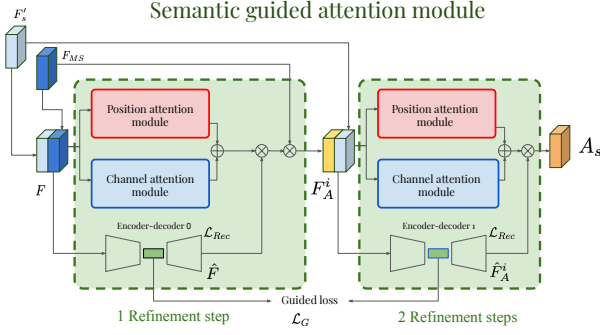 Semantic guided attention module
F's
F_MS
Position attention
module
Position attention
module
F
Channel attention
module
F^i_A
Channel attention
module
A_s
Encoder-decoder 0
L_Rec
Encoder-decoder 1
L_Rec
F̂
F̂^i_A
Guided loss
1 Refinement step
L_G
2 Refinement steps